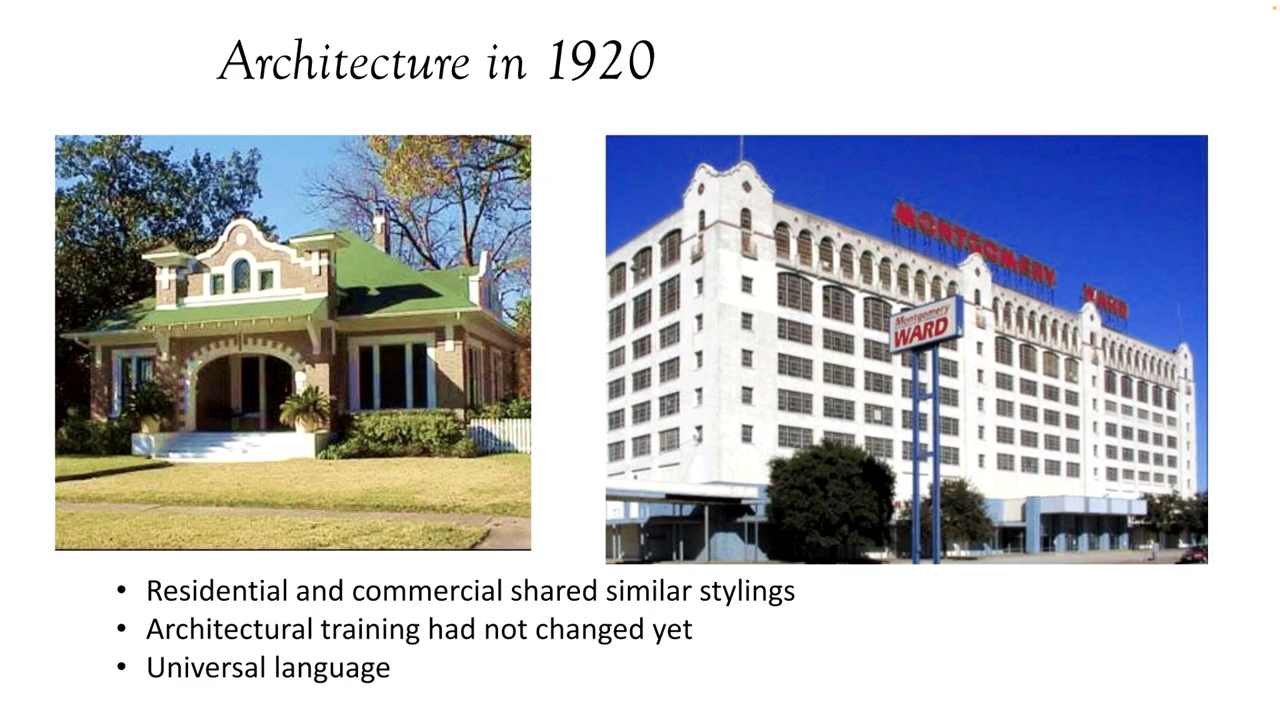 Architecture in 1920
MONTGOMERY WARD
Montgomery
WARD
• Residential and commercial shared similar stylings
• Architectural training had not changed yet
• Universal language